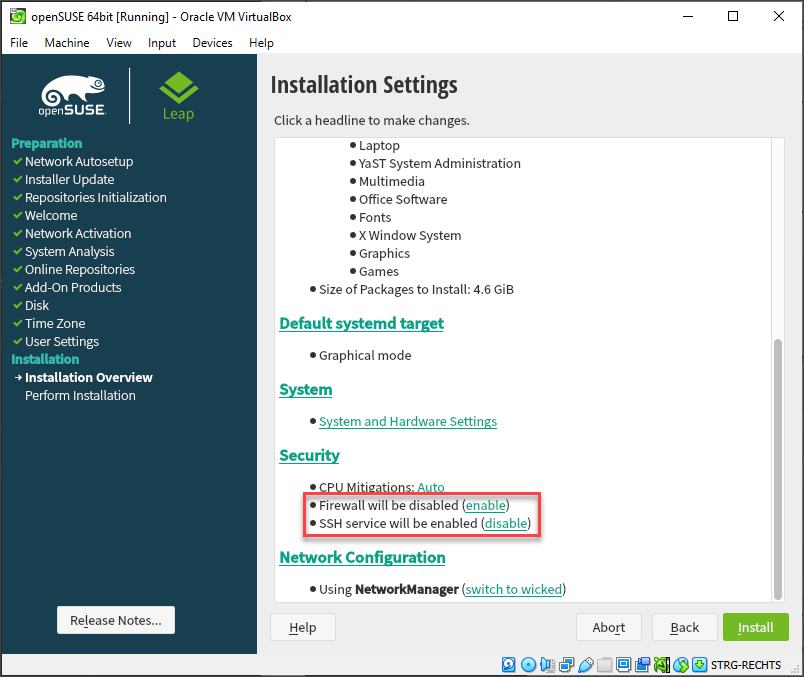 openSUSE 64bit [Running] - Oracle VM VirtualBox
File Machine View Input Devices Help
openSUSE
Leap
Preparation
Network Autosetup
Installer Update
Repositories Initialization
Welcome
Network Activation
System Analysis
Online Repositories
Add-On Products
Disk
Time Zone
User Settings
Installation
Installation Overview
Perform Installation
Release Notes...
Installation Settings
Click a headline to make changes.
Laptop
YaST System Administration
Multimedia
Office Software
Fonts
X Window System
Graphics
Games
Size of Packages to Install: 4.6 GiB
Default systemd target
Graphical mode
System
System and Hardware Settings
Security
CPU Mitigations: Auto
Firewall will be disabled (enable)
SSH service will be enabled (disable)
Network Configuration
Using NetworkManager (switch to wicked)
Help Abort Back Install
STRG-RECHTS